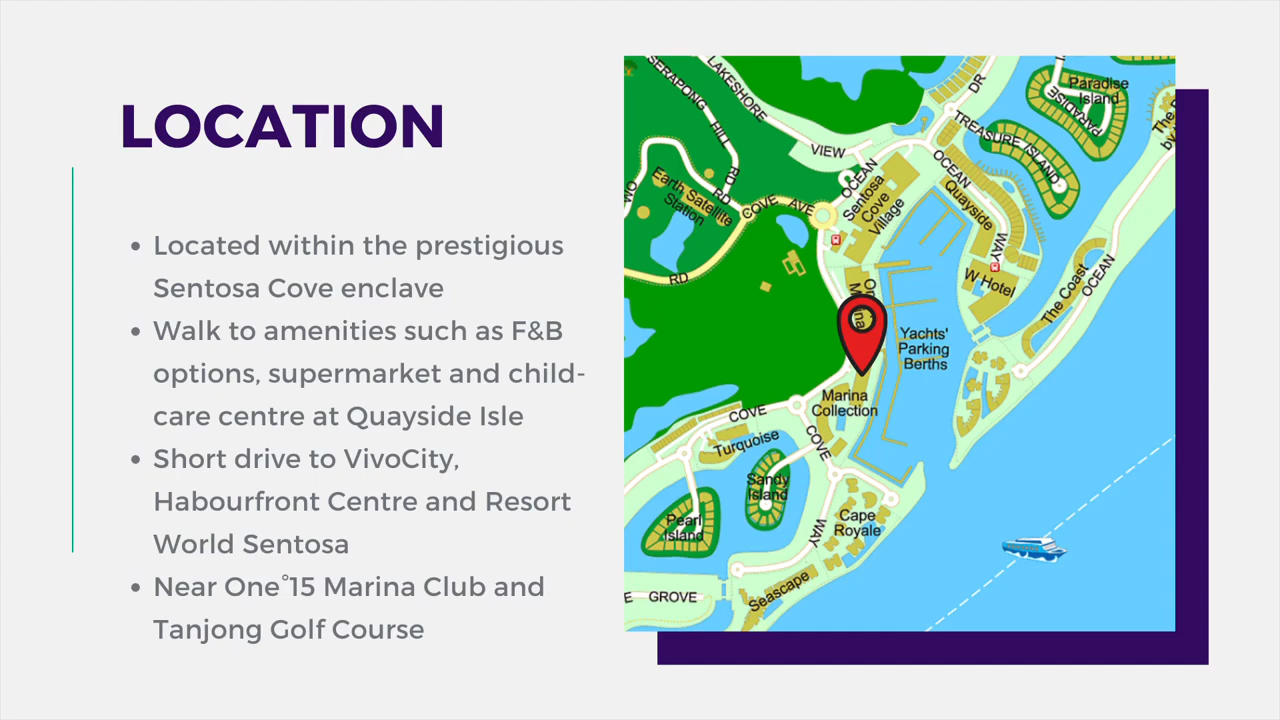 LOCATION
Located within the prestigious
Sentosa Cove enclave
Walk to amenities such as F&B
options, supermarket and child-
care centre at Quayside Isle
Short drive to VivoCity,
Habourfront Centre and Resort
World Sentosa
Near One°15 Marina Club and
Tanjong Golf Course
SERAPONG
HILL
RD
LAKESHORE
VIEW
OCEAN
DR
Paradise
Island
PARADISE
TREASURE ISLAND
OCEAN
WAY
Earth Satellite
Station
RD
COVE AVE
RD
Sentosa
Cove
Village
Quayside
W Hotel
The Coast
OCEAN
Yachts'
Parking
Berths
Marina
Collection
COVE
Turquoise
COVE
WAY
Sandy
Island
Pearl
Island
Cape
Royale
Seascape
GROVE